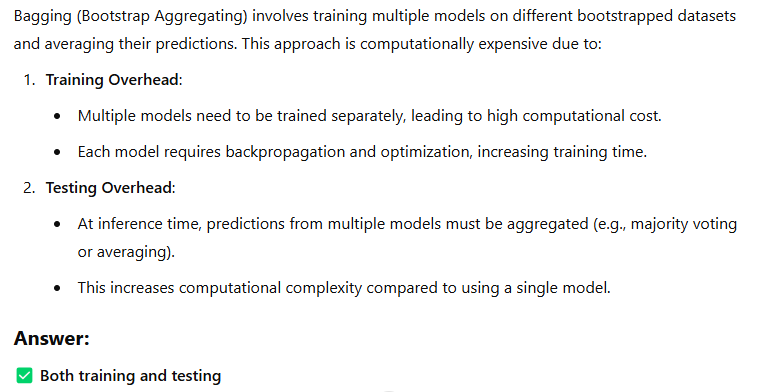 Bagging (Bootstrap Aggregating) involves training multiple models on different bootstrapped datasets
and averaging their predictions. This approach is computationally expensive due to:
1. Training Overhead:
• Multiple models need to be trained separately, leading to high computational cost.
• Each model requires backpropagation and optimization, increasing training time.
2. Testing Overhead:
• At inference time, predictions from multiple models must be aggregated (e.g., majority voting
or averaging).
• This increases computational complexity compared to using a single model.
Answer:
✅ Both training and testing